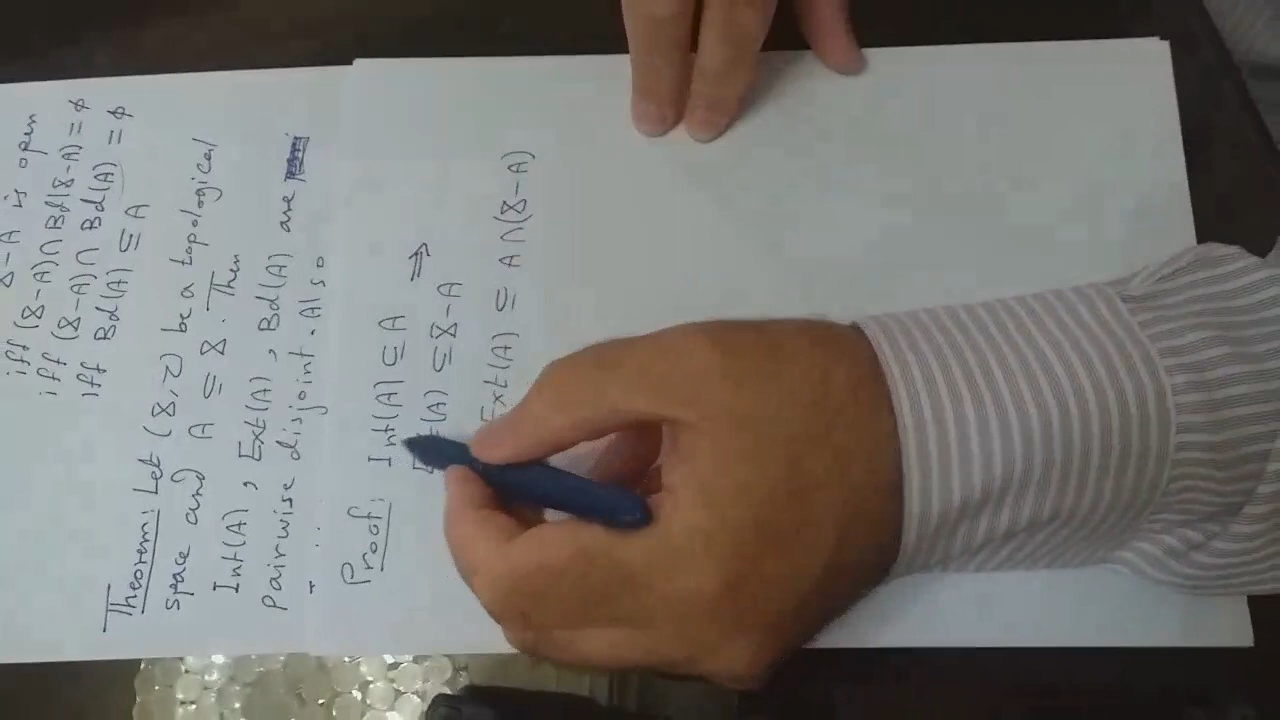 X-A is open
iff (X-A)∩Bd(X-A)=φ
iff (X-A)∩Bd(A)=φ
iff Bd(A)⊆A
Theorem: Let (X,τ) be a topological
space and A⊆X. Then
Int(A), Ext(A), Bd(A) are
Pairwise disjoint. Also
- ...
Proof: Int(A)⊆A
⊆X-A ⇒
Ext(A)⊆A∩(X-A)